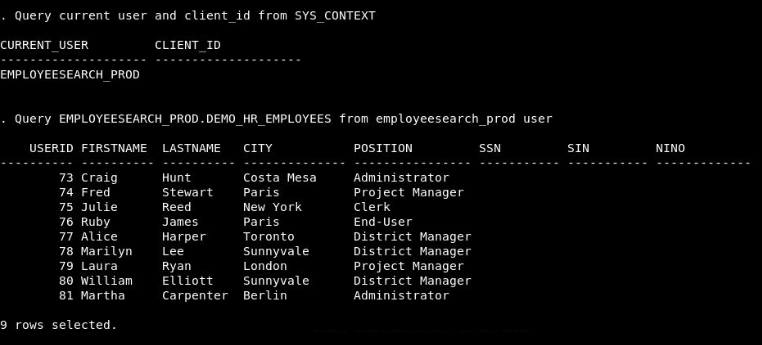 . Query current user and client_id from SYS_CONTEXT
CURRENT_USER         CLIENT_ID
-------------------- --------------------
EMPLOYEESEARCH_PROD
. Query EMPLOYEESEARCH_PROD.DEMO_HR_EMPLOYEES from employeesearch_prod user
    USERID FIRSTNAME  LASTNAME   CITY           POSITION         SSN         SIN         NINO
---------- ---------- ---------- -------------- ---------------- ----------- ----------- -------------
        73 Craig      Hunt       Costa Mesa     Administrator
        74 Fred       Stewart    Paris          Project Manager
        75 Julie      Reed       New York       Clerk
        76 Ruby       James      Paris          End-User
        77 Alice      Harper     Toronto        District Manager
        78 Marilyn    Lee        Sunnyvale      District Manager
        79 Laura      Ryan       London         Project Manager
        80 William    Elliott    Sunnyvale      District Manager
        81 Martha     Carpenter  Berlin         Administrator
9 rows selected.